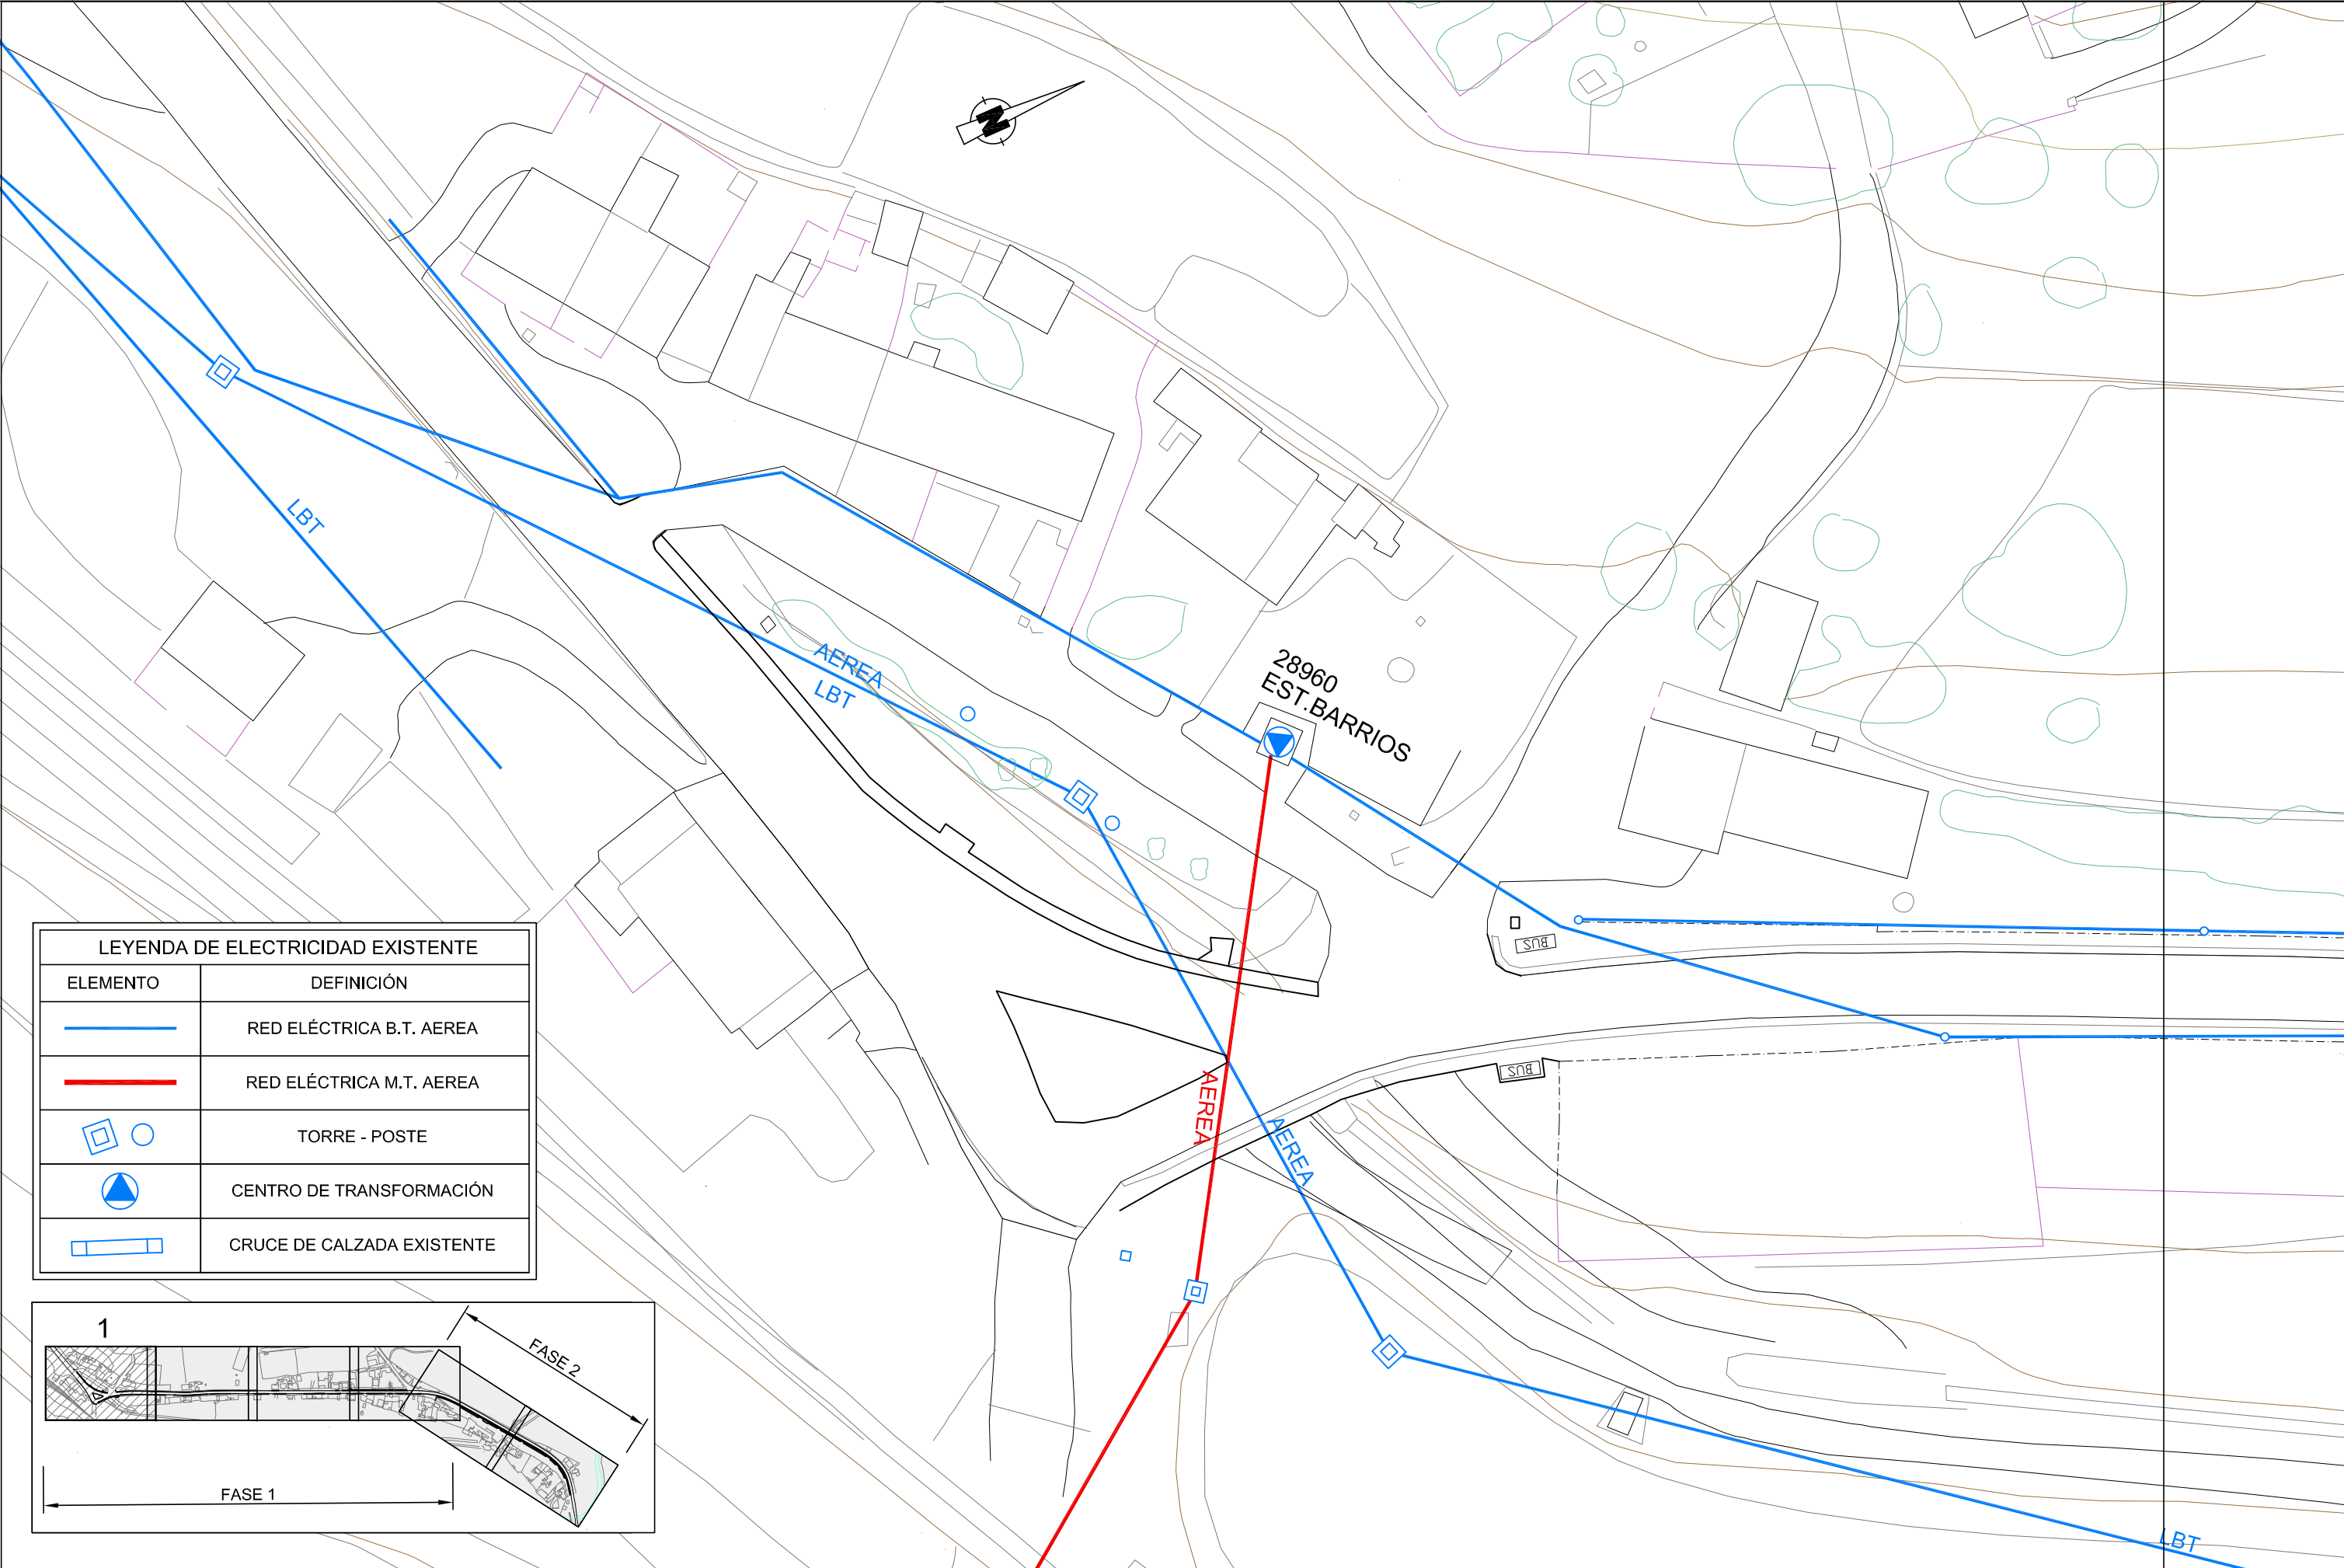 N
LBT
AEREA
LBT
28960
EST.BARRIOS
BUS
BUS
AEREA
AEREA
LBT
LEYENDA DE ELECTRICIDAD EXISTENTE
ELEMENTO DEFINICIÓN
RED ELÉCTRICA B.T. AEREA
RED ELÉCTRICA M.T. AEREA
TORRE - POSTE
CENTRO DE TRANSFORMACIÓN
CRUCE DE CALZADA EXISTENTE
1
FASE 2
FASE 1